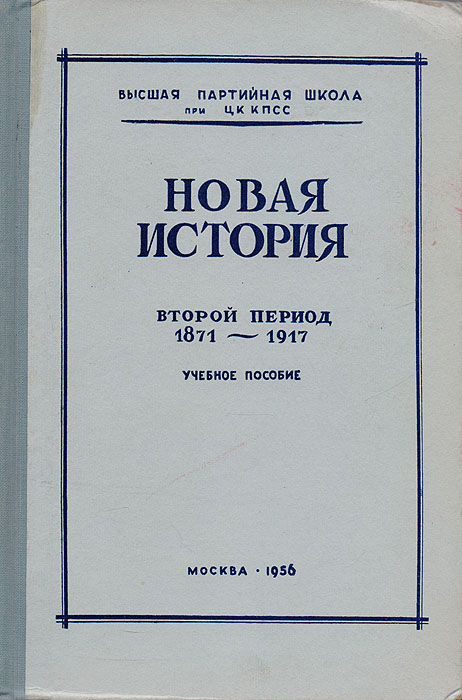 ВЫСШАЯ ПАРТИЙНАЯ ШКОЛА
ПРИ ЦК КПСС
НОВАЯ
ИСТОРИЯ
ВТОРОЙ ПЕРИОД
1871 — 1917
УЧЕБНОЕ ПОСОБИЕ
МОСКВА · 1956